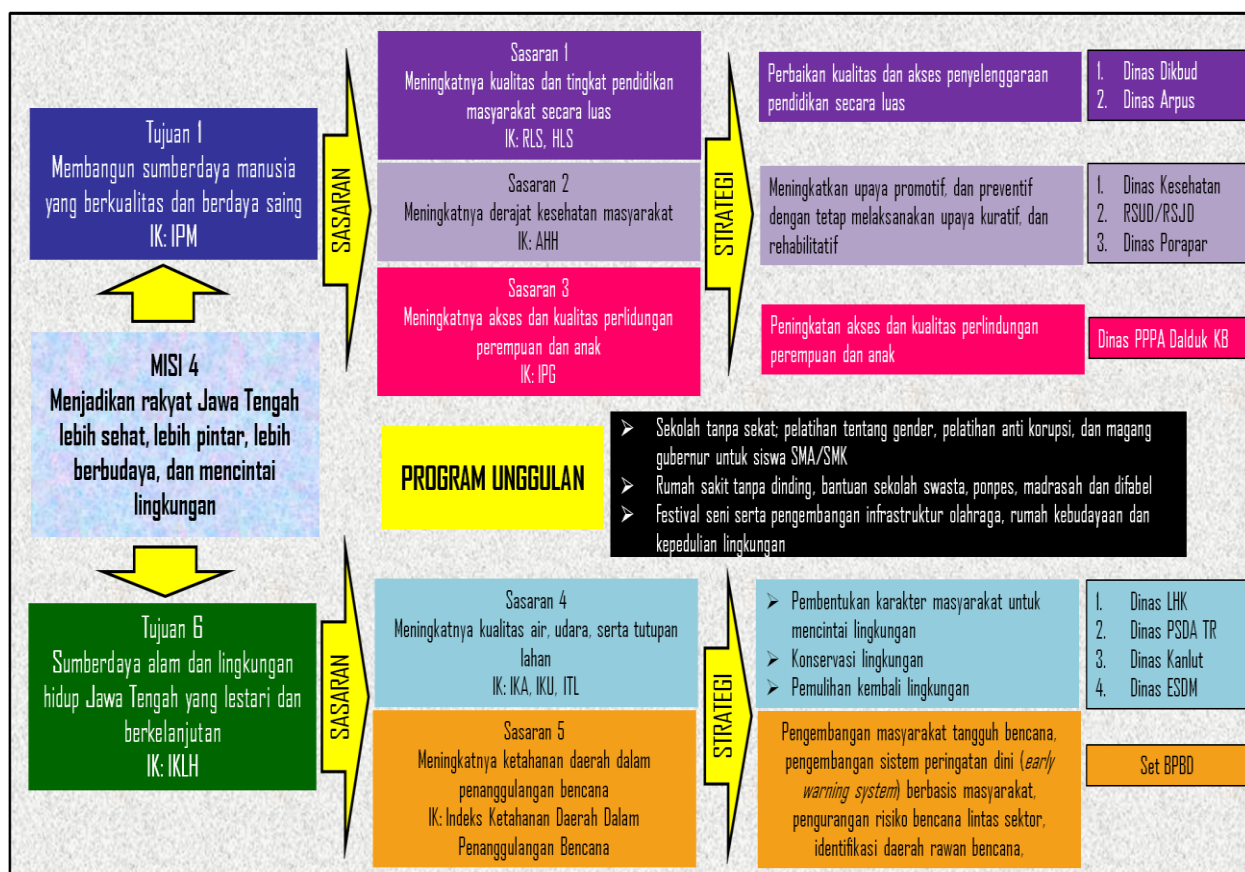 Tujuan 1
Membangun sumberdaya manusia
yang berkualitas dan berdaya saing
IK: IPM
SASARAN
Sasaran 1
Meningkatnya kualitas dan tingkat pendidikan
masyarakat secara luas
IK: RLS, HLS
Sasaran 2
Meningkatnya derajat kesehatan masyarakat
IK: AHH
Sasaran 3
Meningkatnya akses dan kualitas perlidungan
perempuan dan anak
IK: IPG
STRATEGI
Perbaikan kualitas dan akses penyelenggaraan
pendidikan secara luas
1. Dinas Dikbud
2. Dinas Arpus
Meningkatkan upaya promotif, dan preventif
dengan tetap melaksanakan upaya kuratif, dan
rehabilitatif
1. Dinas Kesehatan
2. RSUD/RSJD
3. Dinas Porapar
Peningkatan akses dan kualitas perlindungan
perempuan dan anak
Dinas PPPA Dalduk KB
MISI 4
Menjadikan rakyat Jawa Tengah
lebih sehat, lebih pintar, lebih
berbudaya, dan mencintai
lingkungan
PROGRAM UNGGULAN
➢ Sekolah tanpa sekat; pelatihan tentang gender, pelatihan anti korupsi, dan magang
gubernur untuk siswa SMA/SMK
➢ Rumah sakit tanpa dinding, bantuan sekolah swasta, ponpes, madrasah dan difabel
➢ Festival seni serta pengembangan infrastruktur olahraga, rumah kebudayaan dan
kepedulian lingkungan
Tujuan 6
Sumberdaya alam dan lingkungan
hidup Jawa Tengah yang lestari dan
berkelanjutan
IK: IKLH
SASARAN
Sasaran 4
Meningkatnya kualitas air, udara, serta tutupan
lahan
IK: IKA, IKU, ITL
Sasaran 5
Meningkatnya ketahanan daerah dalam
penanggulangan bencana
IK: Indeks Ketahanan Daerah Dalam
Penanggulangan Bencana
STRATEGI
➢ Pembentukan karakter masyarakat untuk
mencintai lingkungan
➢ Konservasi lingkungan
➢ Pemulihan kembali lingkungan
1. Dinas LHK
2. Dinas PSDA TR
3. Dinas Kanlut
4. Dinas ESDM
Pengembangan masyarakat tangguh bencana,
pengembangan sistem peringatan dini (early
warning system) berbasis masyarakat,
pengurangan risiko bencana lintas sektor,
identifikasi daerah rawan bencana,
Set BPBD